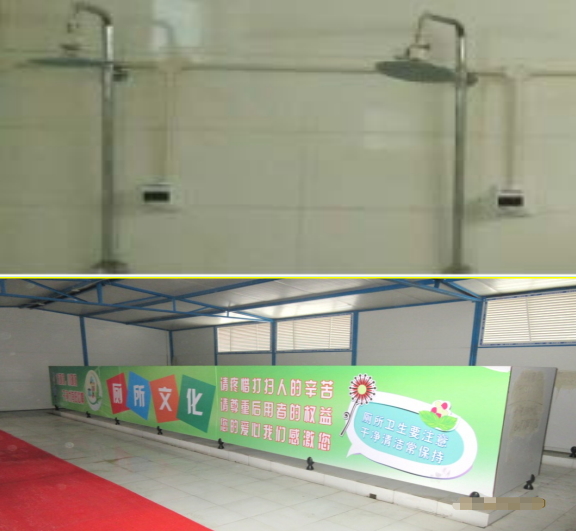 厕所文化
请疼惜打扫人的辛苦
请尊重后用者的权益
您的爱心我们感激您
厕所卫生要注意
干净清洁常保持